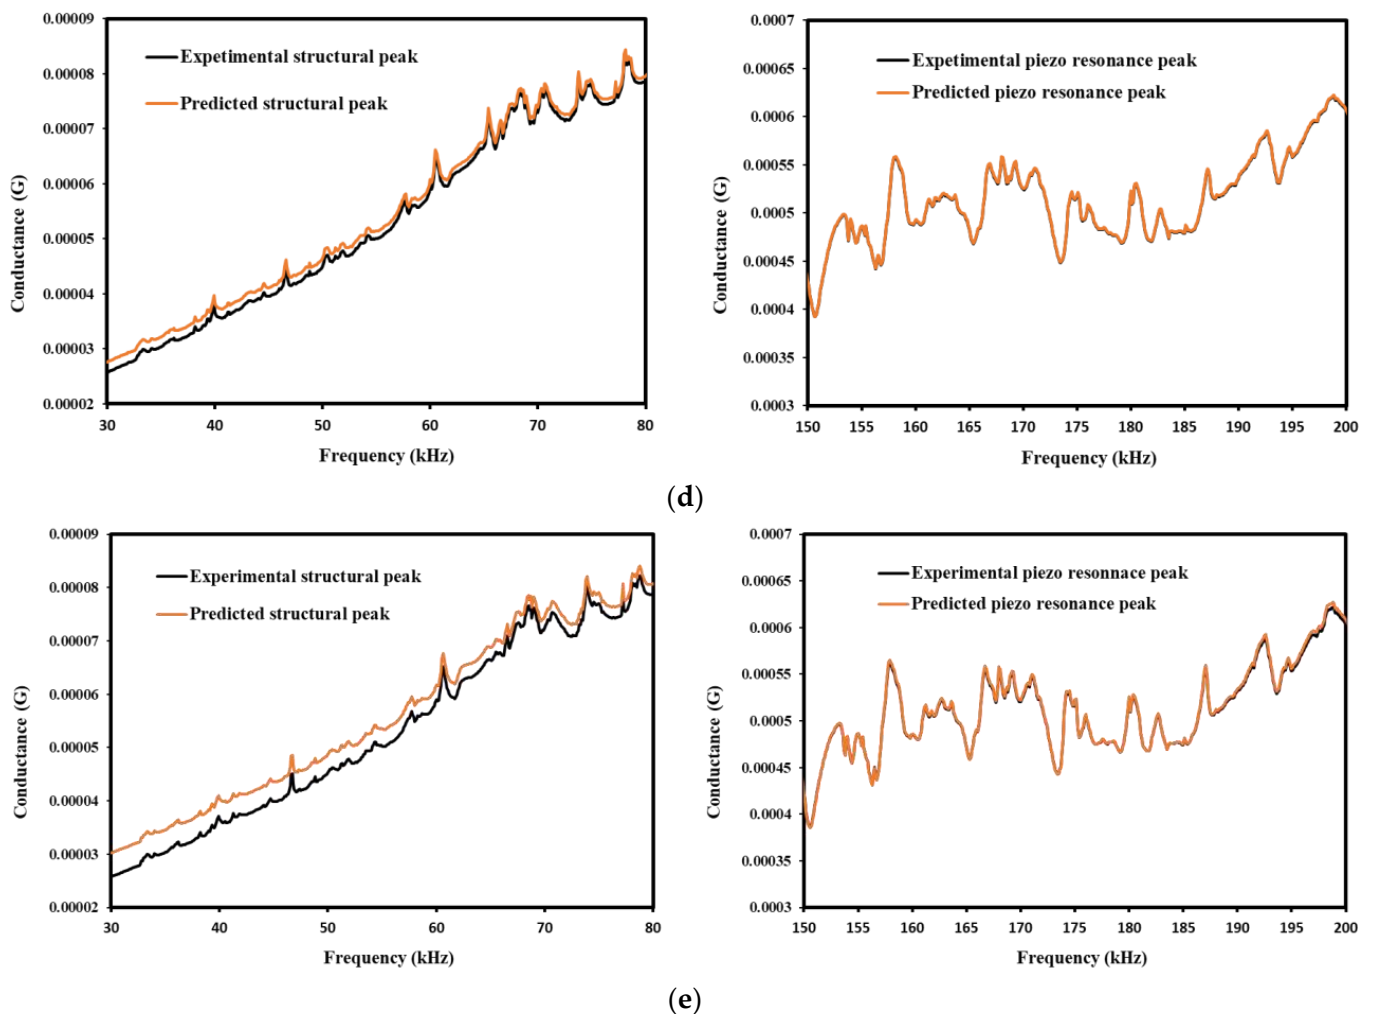 0.00009
0.00008
0.00007
0.00006
0.00005
0.00004
0.00003
0.00002
Conductance (G)
Expetimental structural peak
Predicted structural peak
30 40 50 60 70 80
Frequency (kHz)
0.0007
0.00065
0.0006
0.00055
0.0005
0.00045
0.0004
0.00035
0.0003
Conductance (G)
Expetimental piezo resonance peak
Predicted piezo resonance peak
150 155 160 165 170 175 180 185 190 195 200
Frequency (kHz)
(d)
0.00009
0.00008
0.00007
0.00006
0.00005
0.00004
0.00003
0.00002
Conductance (G)
Experimental structural peak
Predicted structural peak
30 40 50 60 70 80
Frequency (kHz)
0.0007
0.00065
0.0006
0.00055
0.0005
0.00045
0.0004
0.00035
0.0003
Conductance (G)
Experimental piezo resonnace peak
Predicted piezo resonance peak
150 155 160 165 170 175 180 185 190 195 200
Frequency (kHz)
(e)